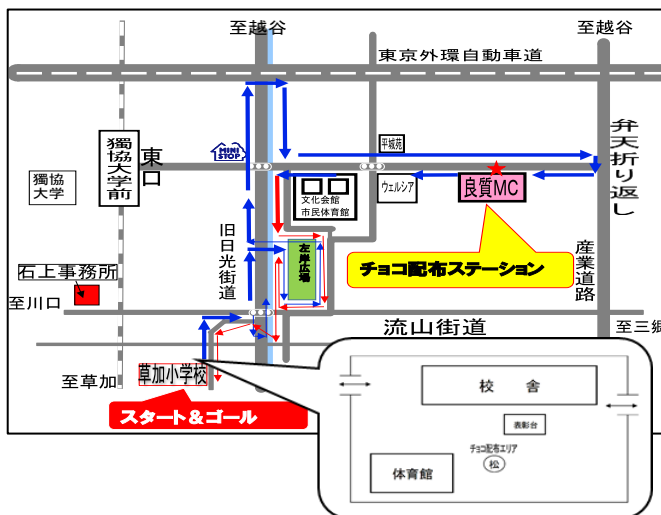 至越谷
至越谷
東京外環自動車道
MINI
STOP
獨協大学前
東口
平城苑
弁天折り返し
獨協
大学
文化会館
市民体育館
ウェルシア
良質MC
旧日光街道
左岸広場
チョコ配布ステーション
産業道路
石上事務所
至川口
流山街道
至三郷
至草加
草加小学校
スタート&ゴール
校 舎
表彰台
チョコ配布エリア
松
体育館